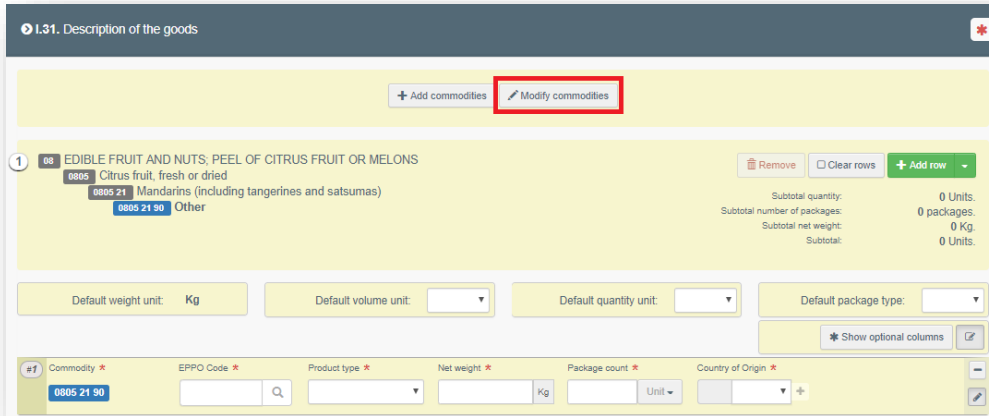 I.31. Description of the goods
+ Add commodities Modify commodities
1 08 EDIBLE FRUIT AND NUTS; PEEL OF CITRUS FRUIT OR MELONS
0805 Citrus fruit, fresh or dried
0805 21 Mandarins (including tangerines and satsumas)
0805 21 90 Other
Remove Clear rows + Add row
Subtotal quantity: 0 Units.
Subtotal number of packages: 0 packages.
Subtotal net weight: 0 Kg.
Subtotal: 0 Units.
Default weight unit: Kg Default volume unit: Default quantity unit: Default package type:
Show optional columns
#1 Commodity * EPPO Code * Product type * Net weight * Package count * Country of Origin *
0805 21 90 Kg Unit